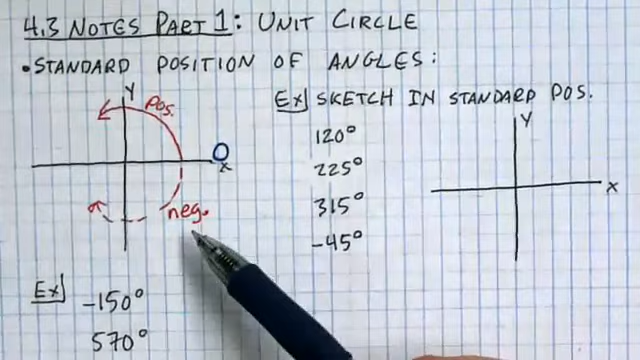 4.3 NOTES PART 1: UNIT CIRCLE
• STANDARD POSITION OF ANGLES:
Y
pos.
O
x
neg.
Ex] SKETCH IN STANDARD POS.
120°
225°
315°
-45°
Y
x
Ex]
-150°
570°